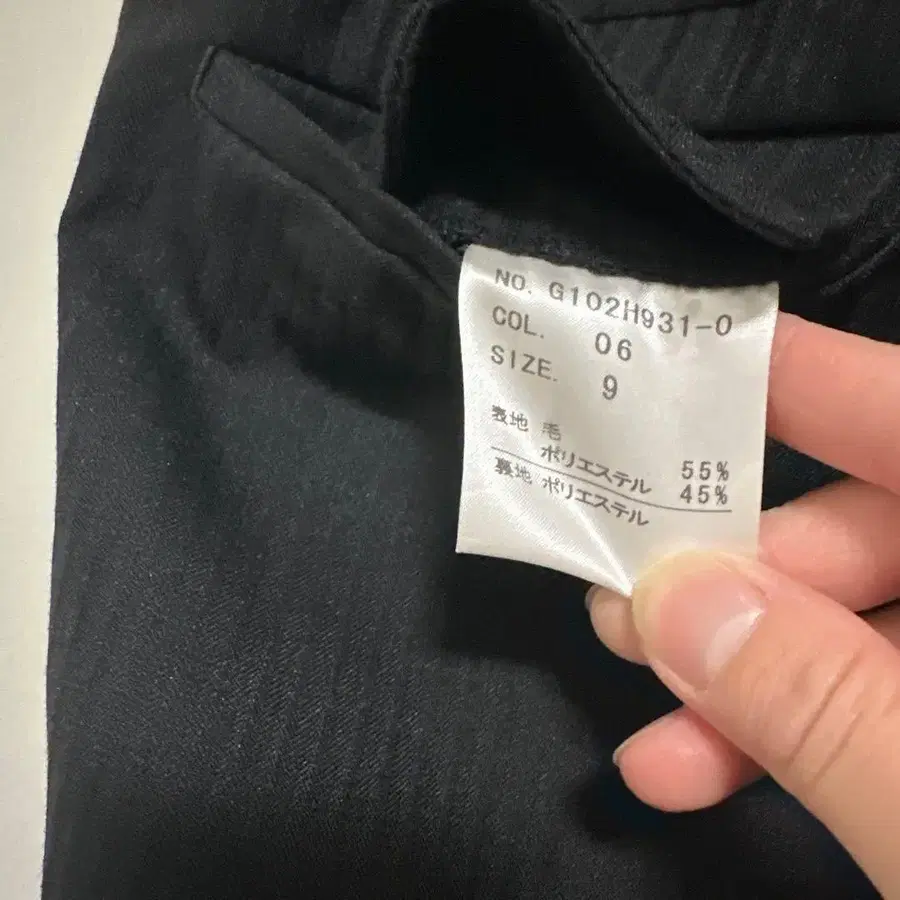 NO. G102H931-0
COL. 06
SIZE. 9
表地 毛 55%
ポリエステル 45%
裏地 ポリエステル